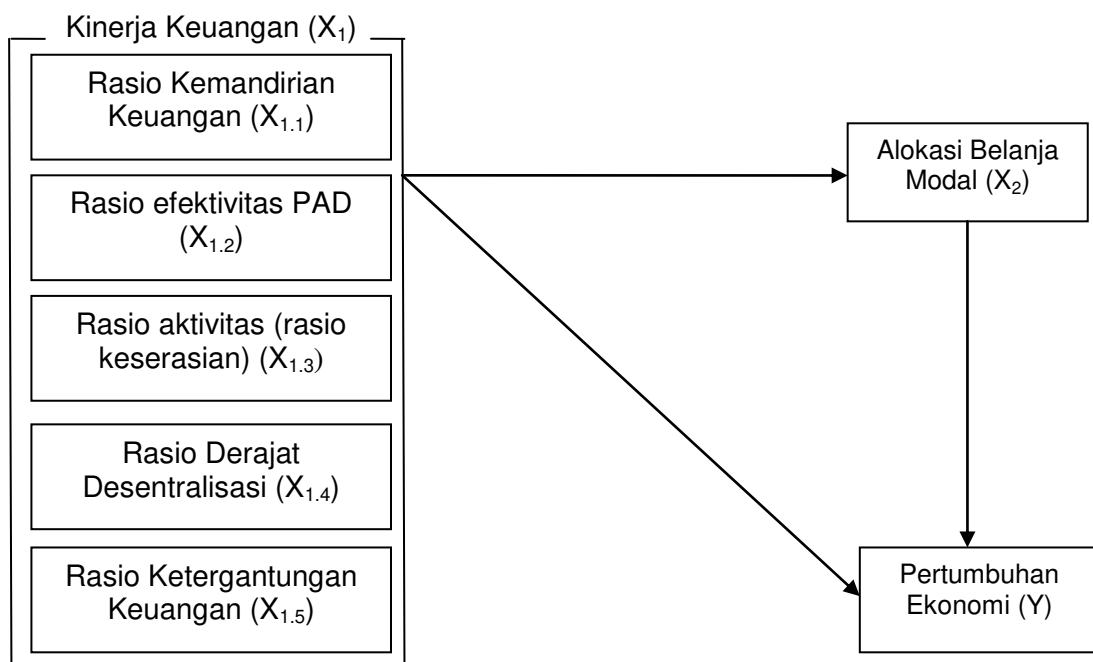 Kinerja Keuangan (X₁)
Rasio Kemandirian
Keuangan (X₁.₁)
Rasio efektivitas PAD
(X₁.₂)
Rasio aktivitas (rasio
keserasian) (X₁.₃)
Rasio Derajat
Desentralisasi (X₁.₄)
Rasio Ketergantungan
Keuangan (X₁.₅)
Alokasi Belanja
Modal (X₂)
Pertumbuhan
Ekonomi (Y)